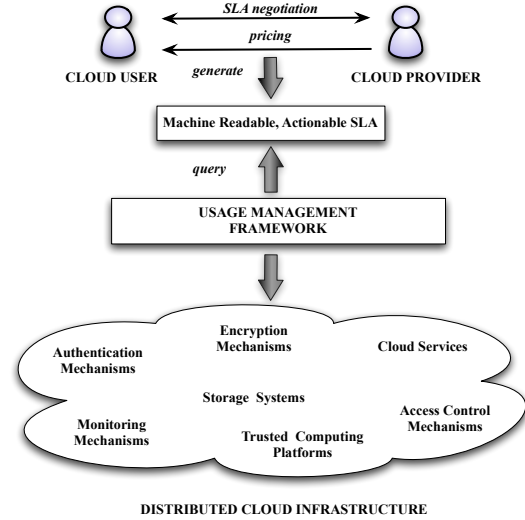 SLA negotiation
pricing
CLOUD USER
CLOUD PROVIDER
generate
Machine Readable, Actionable SLA
query
USAGE MANAGEMENT
FRAMEWORK
Encryption
Mechanisms
Authentication
Mechanisms
Cloud Services
Storage Systems
Monitoring
Mechanisms
Access Control
Mechanisms
Trusted Computing
Platforms
DISTRIBUTED CLOUD INFRASTRUCTURE